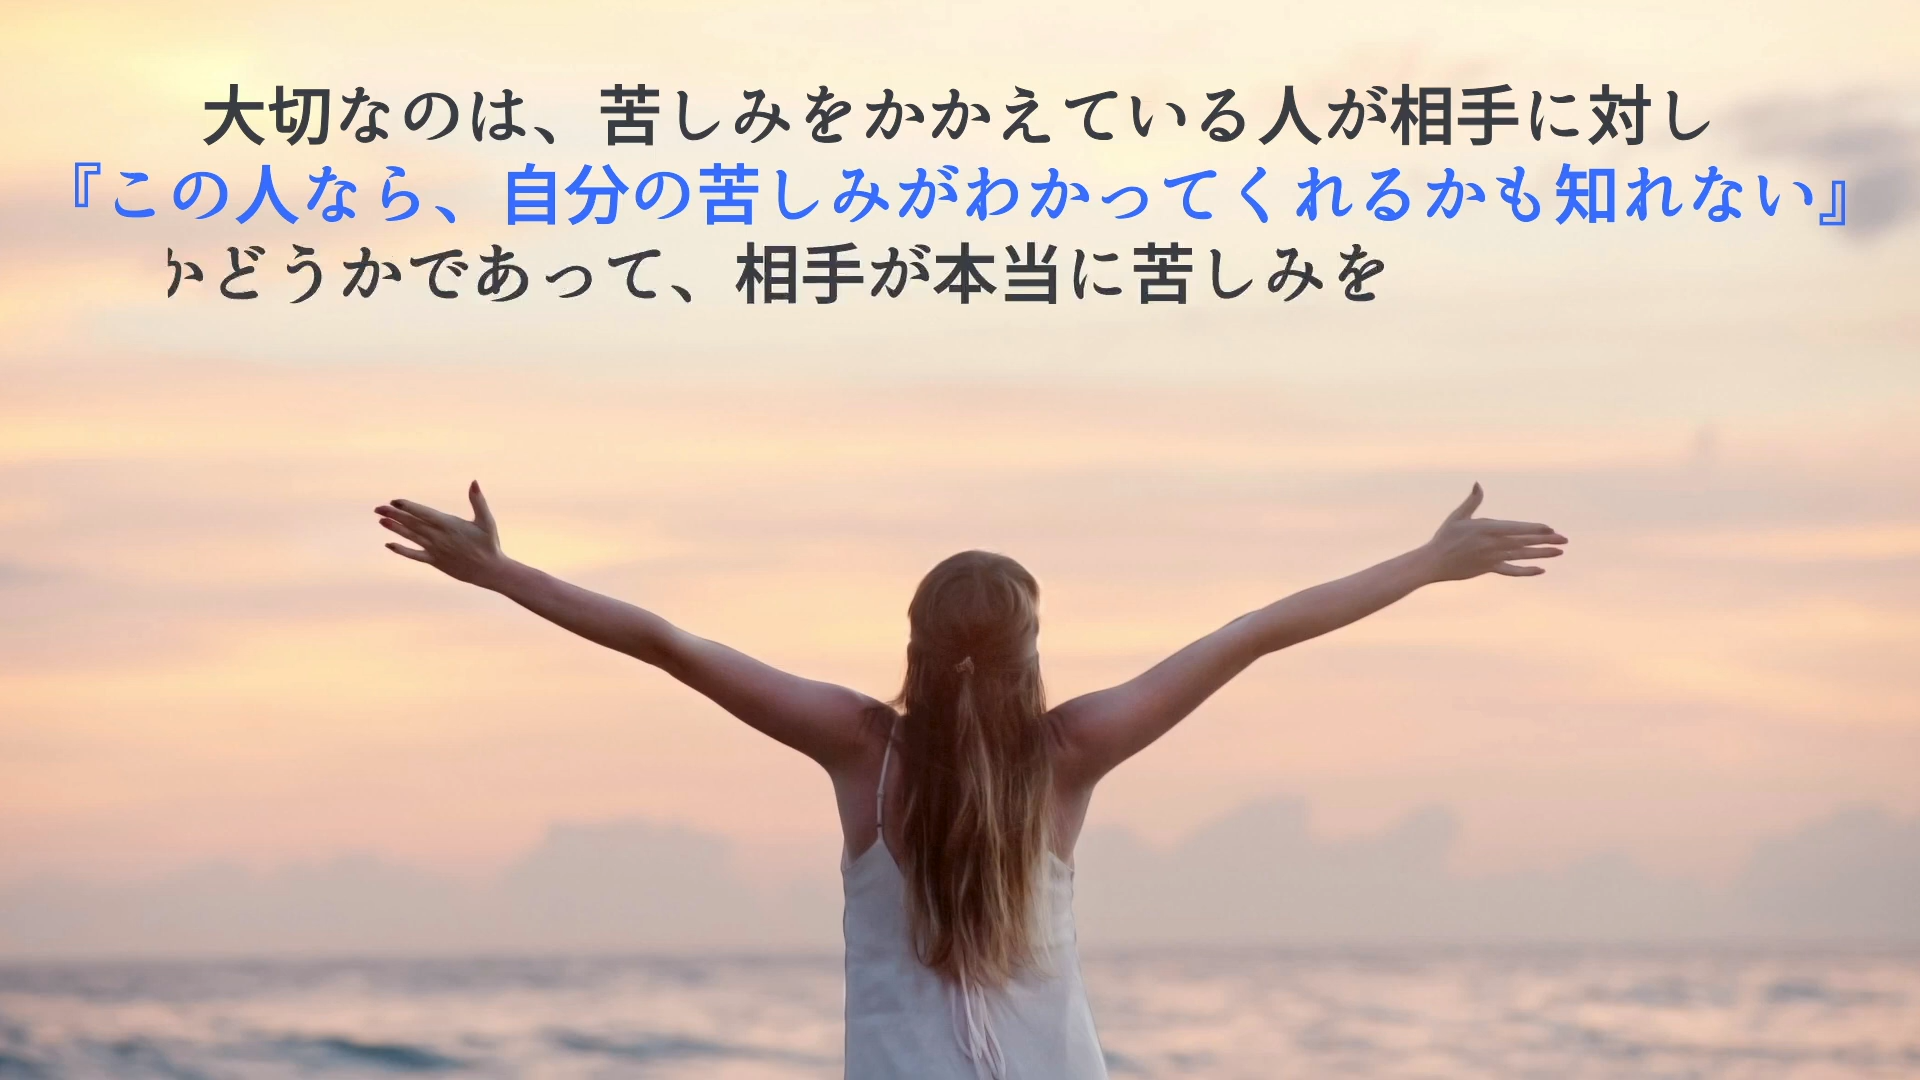 大切なのは、苦しみをかかえている人が相手に対し
『この人なら、自分の苦しみがわかってくれるかも知れない』
かどうかであって、相手が本当に苦しみを